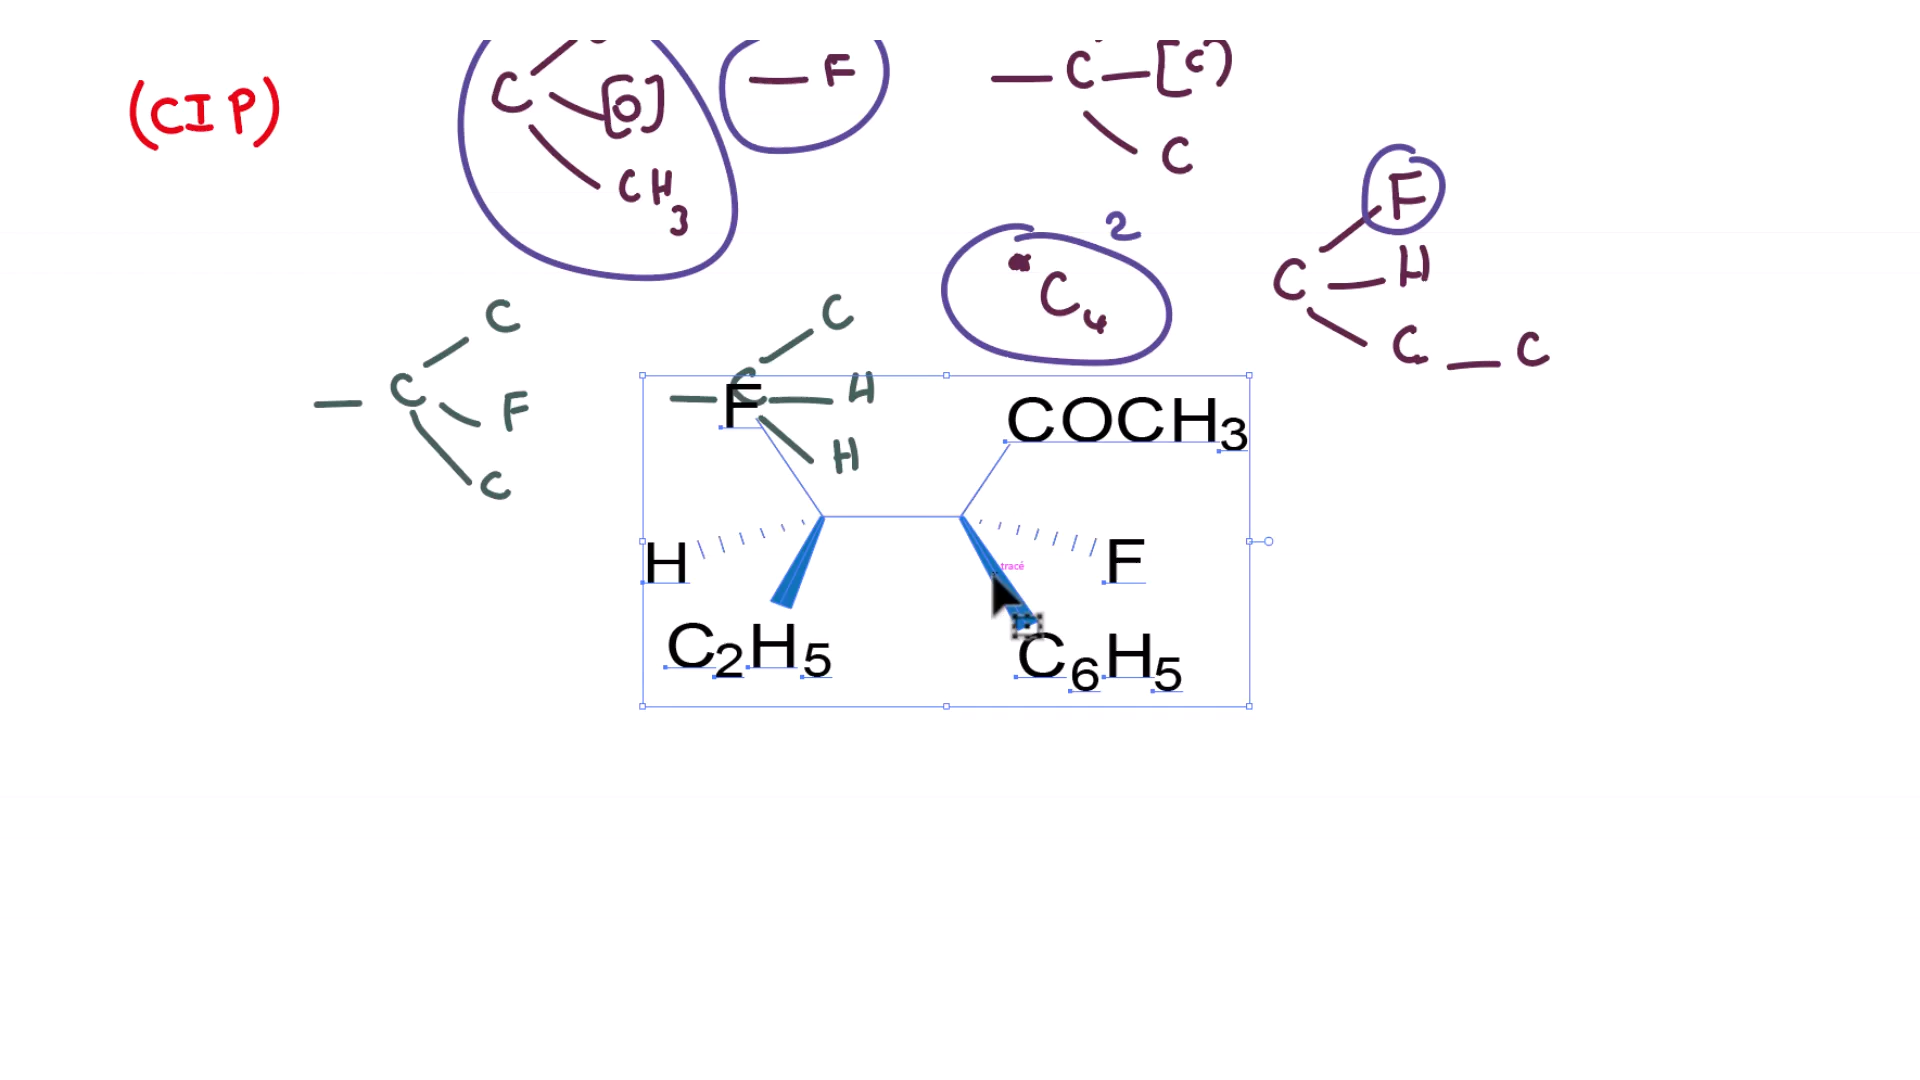 (CIP)
C
[O]
CH3
— F
— C — [C)
C
*C4
2
C
F
H
C — C
— C
C
F
C
— C
C
H
H
F
COCH3
H
F
tracé
C2H5
C6H5